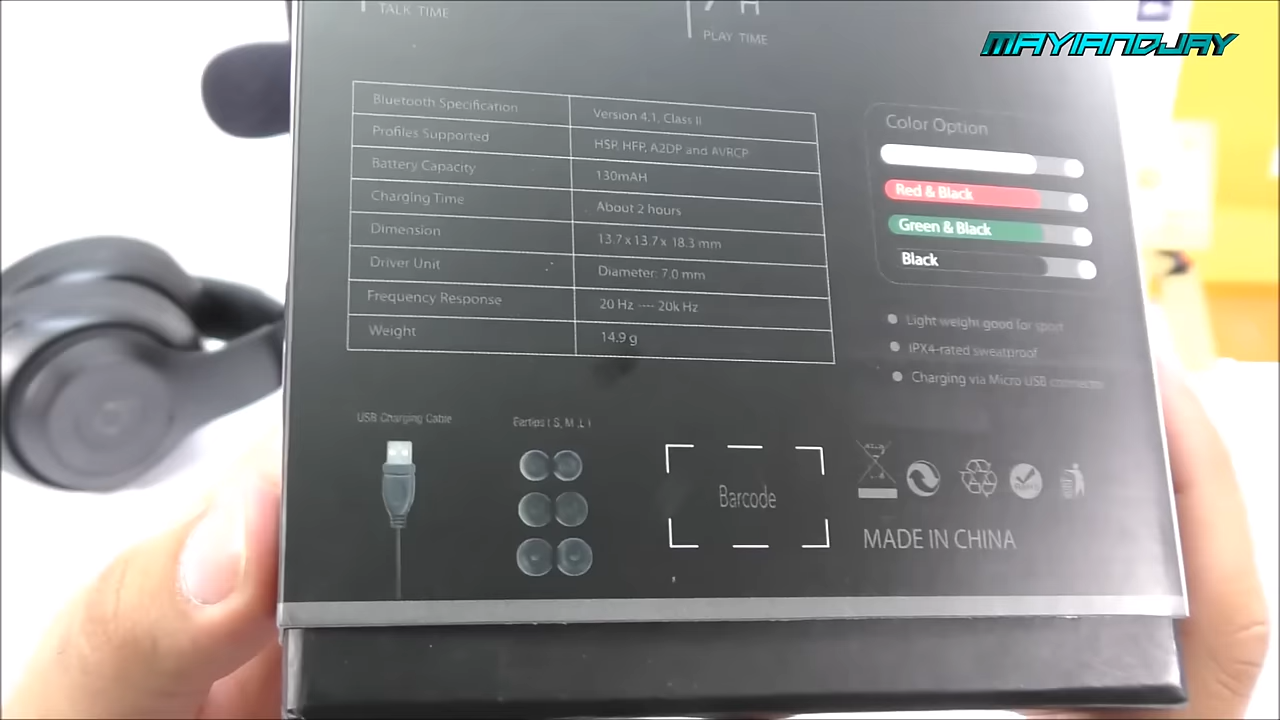 TALK TIME
H
PLAY TIME
MAYIANDJAY
Bluetooth Specification Version 4.1, Class II
Profiles Supported HSP, HFP, A2DP and AVRCP
Battery Capacity 130mAH
Charging Time About 2 hours
Dimension 13.7 x 13.7 x 18.3 mm
Driver Unit Diameter: 7.0 mm
Frequency Response 20 Hz ---- 20k Hz
Weight 14.9 g
Color Option
Red & Black
Green & Black
Black
Light weight good for sport
IPX4-rated sweatproof
Charging via Micro USB connector
USB Charging Cable
Eartips ( S, M ,L )
Barcode
MADE IN CHINA